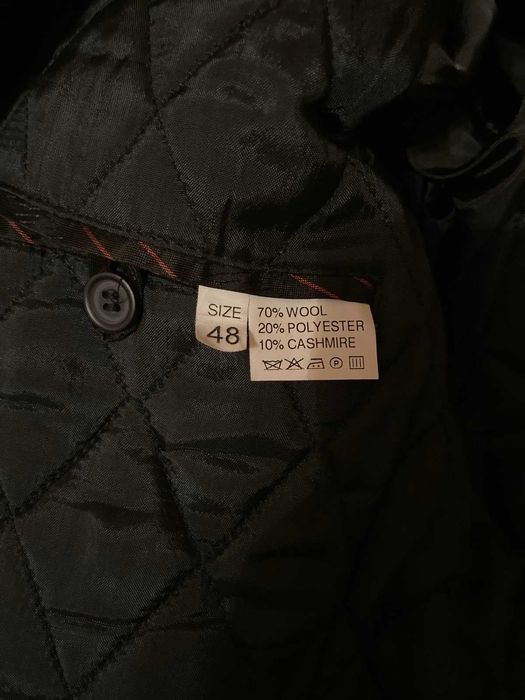 SIZE
48
70% WOOL
20% POLYESTER
10% CASHMIRE
P